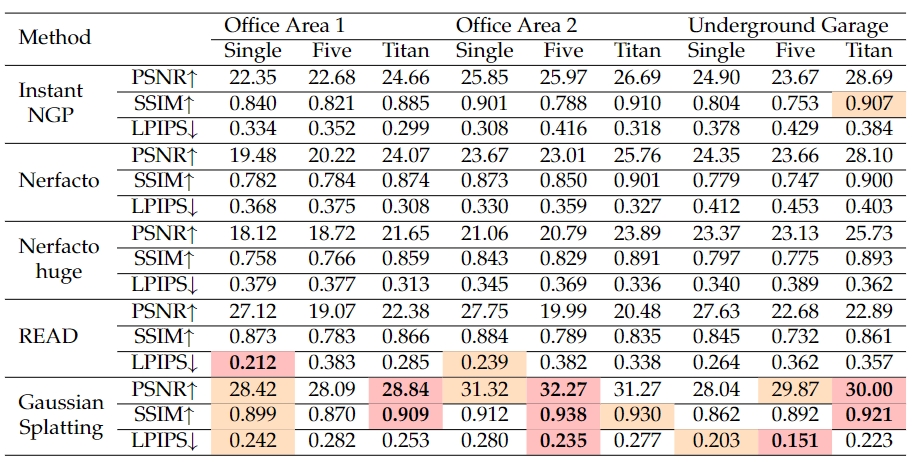 Method Office Area 1 Office Area 2 Underground Garage
Single Five Titan Single Five Titan Single Five Titan
Instant NGP PSNR↑ 22.35 22.68 24.66 25.85 25.97 26.69 24.90 23.67 28.69
SSIM↑ 0.840 0.821 0.885 0.901 0.788 0.910 0.804 0.753 0.907
LPIPS↓ 0.334 0.352 0.299 0.308 0.416 0.318 0.378 0.429 0.384
Nerfacto PSNR↑ 19.48 20.22 24.07 23.67 23.01 25.76 24.35 23.66 28.10
SSIM↑ 0.782 0.784 0.874 0.873 0.850 0.901 0.779 0.747 0.900
LPIPS↓ 0.368 0.375 0.308 0.330 0.359 0.327 0.412 0.453 0.403
Nerfacto huge PSNR↑ 18.12 18.72 21.65 21.06 20.79 23.89 23.37 23.13 25.73
SSIM↑ 0.758 0.766 0.859 0.843 0.829 0.891 0.797 0.775 0.893
LPIPS↓ 0.379 0.377 0.313 0.345 0.369 0.336 0.340 0.389 0.362
READ PSNR↑ 27.12 19.07 22.38 27.75 19.99 20.48 27.63 22.68 22.89
SSIM↑ 0.873 0.783 0.866 0.884 0.789 0.835 0.845 0.732 0.861
LPIPS↓ 0.212 0.383 0.285 0.239 0.382 0.338 0.264 0.362 0.357
Gaussian Splatting PSNR↑ 28.42 28.09 28.84 31.32 32.27 31.27 28.04 29.87 30.00
SSIM↑ 0.899 0.870 0.909 0.912 0.938 0.930 0.862 0.892 0.921
LPIPS↓ 0.242 0.282 0.253 0.280 0.235 0.277 0.203 0.151 0.223